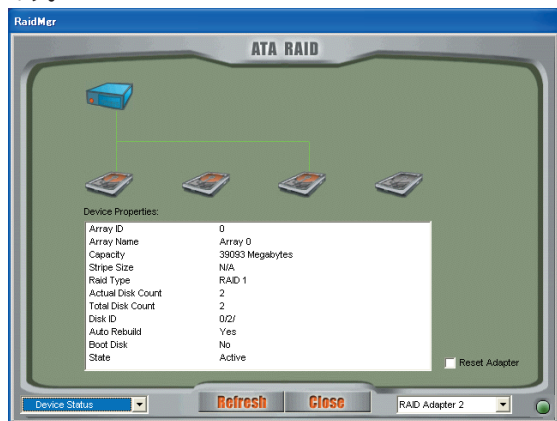 RaidMgr
ATA RAID
Device Properties:
Array ID 0
Array Name Array 0
Capacity 39093 Megabytes
Stripe Size N/A
Raid Type RAID 1
Actual Disk Count 2
Total Disk Count 2
Disk ID 0/2/
Auto Rebuild Yes
Boot Disk No
State Active
Reset Adapter
Device Status Refresh Close RAID Adapter 2